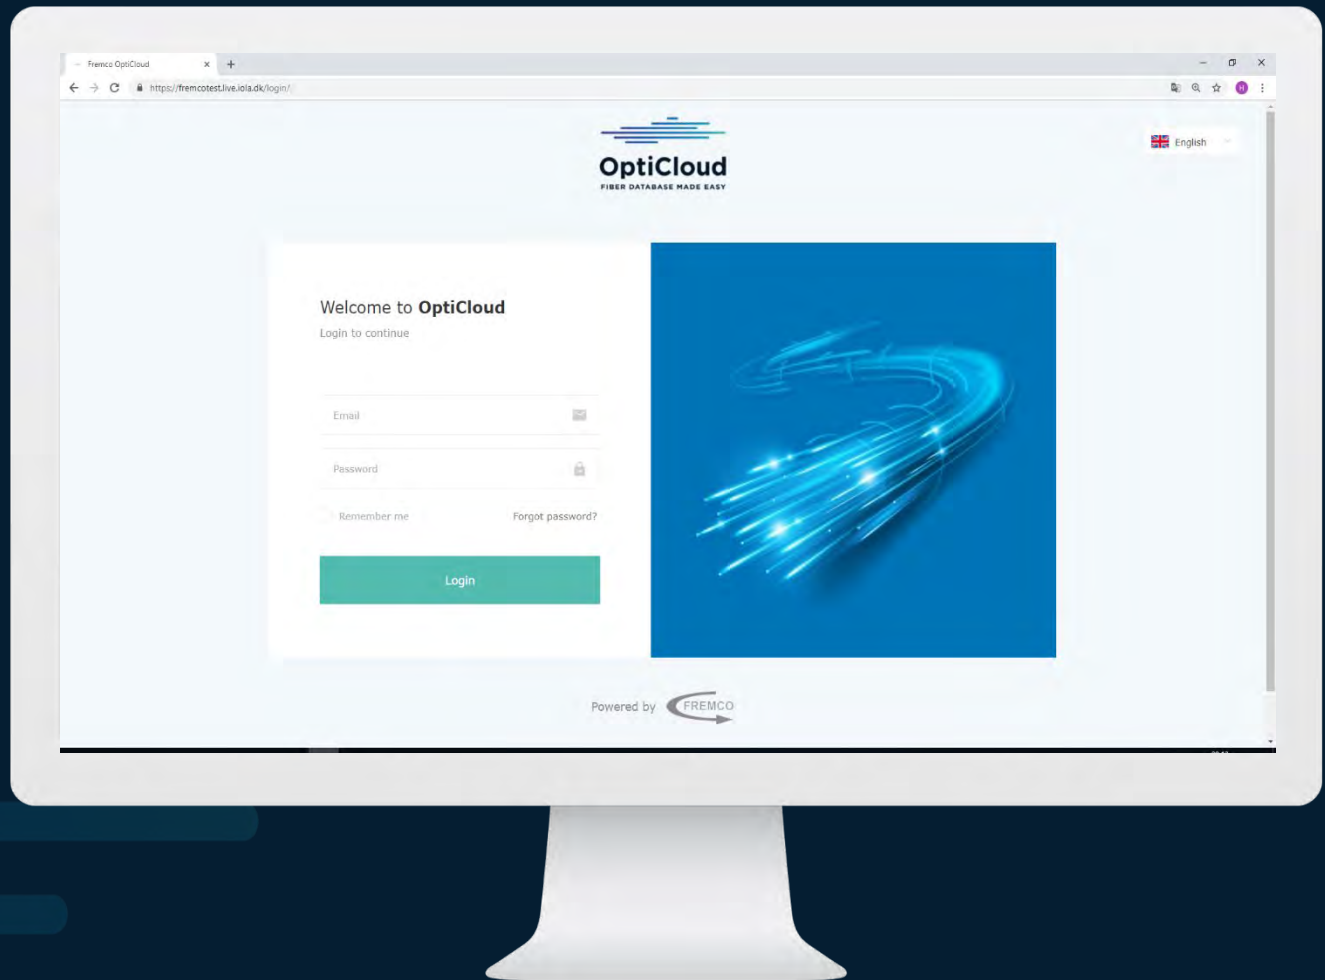 Fremco OptiCloud
https://fremcotest.live.iola.dk/login/
H
OptiCloud
FIBER DATABASE MADE EASY
English
Welcome to OptiCloud
Login to continue
Email
Password
Remember me
Forgot password?
Login
Powered by FREMCO